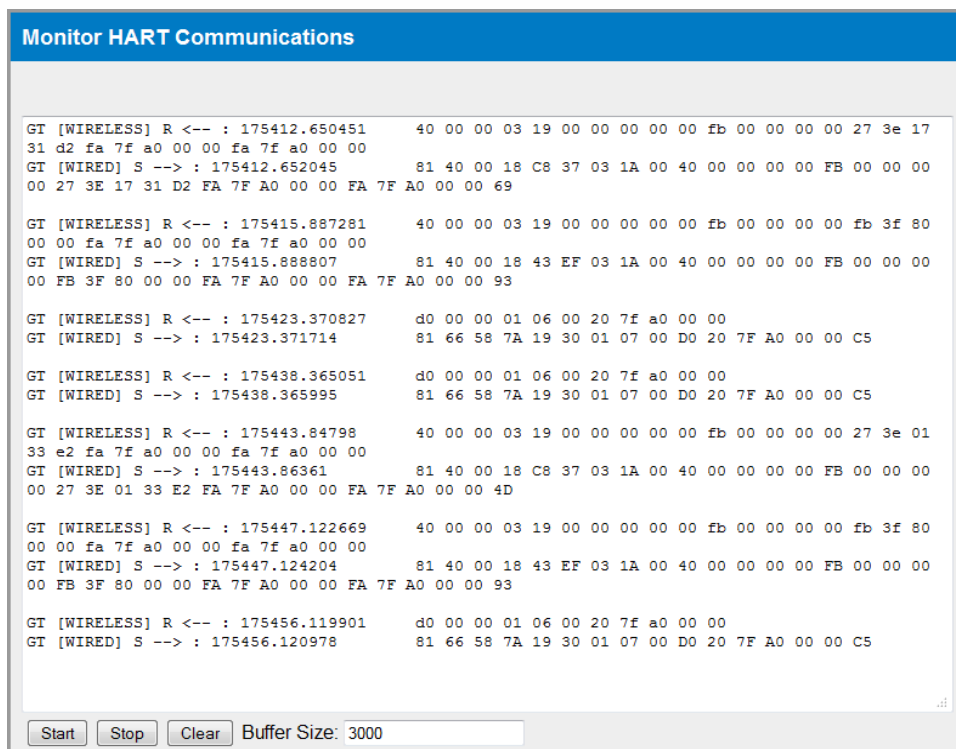 Monitor HART Communications
GT [WIRELESS] R <-- : 175412.650451 40 00 00 03 19 00 00 00 00 00 fb 00 00 00 00 27 3e 17
31 d2 fa 7f a0 00 00 fa 7f a0 00 00
GT [WIRED] S --> : 175412.652045 81 40 00 18 C8 37 03 1A 00 40 00 00 00 00 FB 00 00 00
00 27 3E 17 31 D2 FA 7F A0 00 00 FA 7F A0 00 00 69
GT [WIRELESS] R <-- : 175415.887281 40 00 00 03 19 00 00 00 00 00 fb 00 00 00 00 fb 3f 80
00 00 fa 7f a0 00 00 fa 7f a0 00 00
GT [WIRED] S --> : 175415.888807 81 40 00 18 43 EF 03 1A 00 40 00 00 00 00 FB 00 00 00
00 FB 3F 80 00 00 FA 7F A0 00 00 FA 7F A0 00 00 93
GT [WIRELESS] R <-- : 175423.370827 d0 00 00 01 06 00 20 7f a0 00 00
GT [WIRED] S --> : 175423.371714 81 66 58 7A 19 30 01 07 00 D0 20 7F A0 00 00 C5
GT [WIRELESS] R <-- : 175438.365051 d0 00 00 01 06 00 20 7f a0 00 00
GT [WIRED] S --> : 175438.365995 81 66 58 7A 19 30 01 07 00 D0 20 7F A0 00 00 C5
GT [WIRELESS] R <-- : 175443.84798 40 00 00 03 19 00 00 00 00 00 fb 00 00 00 00 27 3e 01
33 e2 fa 7f a0 00 00 fa 7f a0 00 00
GT [WIRED] S --> : 175443.86361 81 40 00 18 C8 37 03 1A 00 40 00 00 00 00 FB 00 00 00
00 27 3E 01 33 E2 FA 7F A0 00 00 FA 7F A0 00 00 4D
GT [WIRELESS] R <-- : 175447.122669 40 00 00 03 19 00 00 00 00 00 fb 00 00 00 00 fb 3f 80
00 00 fa 7f a0 00 00 fa 7f a0 00 00
GT [WIRED] S --> : 175447.124204 81 40 00 18 43 EF 03 1A 00 40 00 00 00 00 FB 00 00 00
00 FB 3F 80 00 00 FA 7F A0 00 00 FA 7F A0 00 00 93
GT [WIRELESS] R <-- : 175456.119901 d0 00 00 01 06 00 20 7f a0 00 00
GT [WIRED] S --> : 175456.120978 81 66 58 7A 19 30 01 07 00 D0 20 7F A0 00 00 C5
Start Stop Clear Buffer Size: 3000